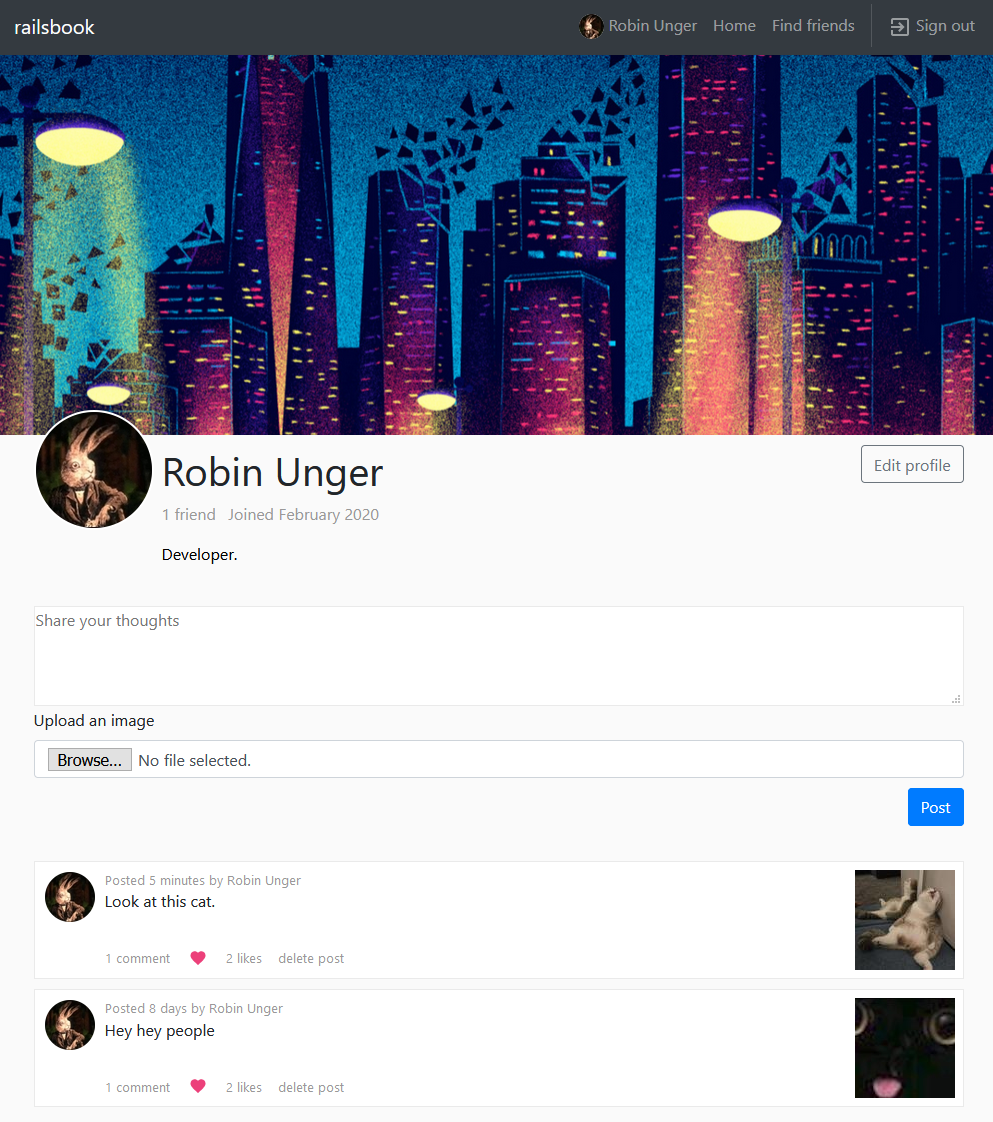 railsbook
Robin Unger Home Find friends Sign out
Robin Unger
Edit profile
1 friend Joined February 2020
Developer.
Share your thoughts
Upload an image
Browse... No file selected.
Post
Posted 5 minutes by Robin Unger
Look at this cat.
1 comment 2 likes delete post
Posted 8 days by Robin Unger
Hey hey people
1 comment 2 likes delete post